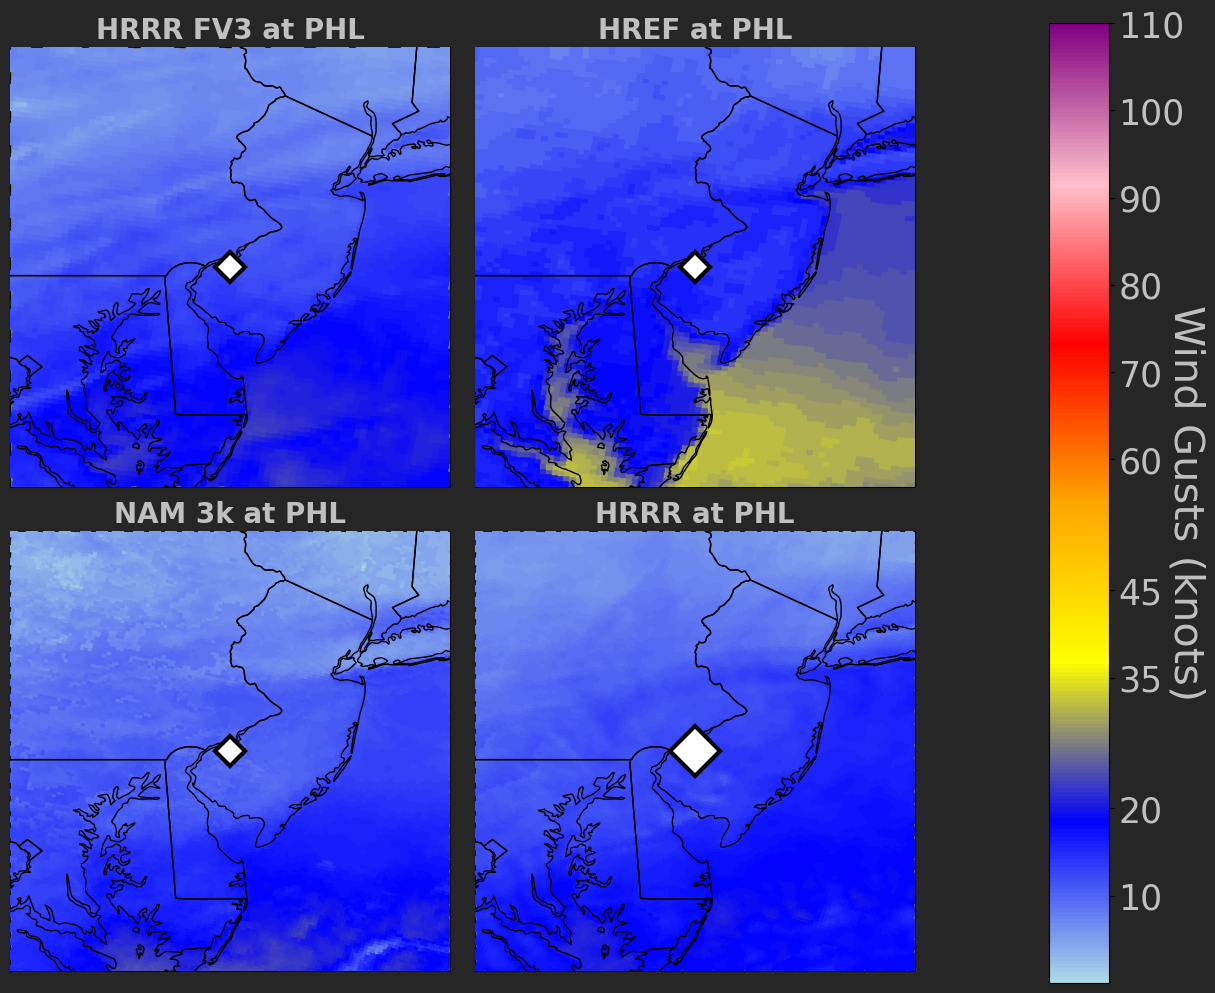 HRRR FV3 at PHL
HREF at PHL
NAM 3k at PHL
HRRR at PHL
110
100
90
80
70
60
45
35
20
10
Wind Gusts (knots)